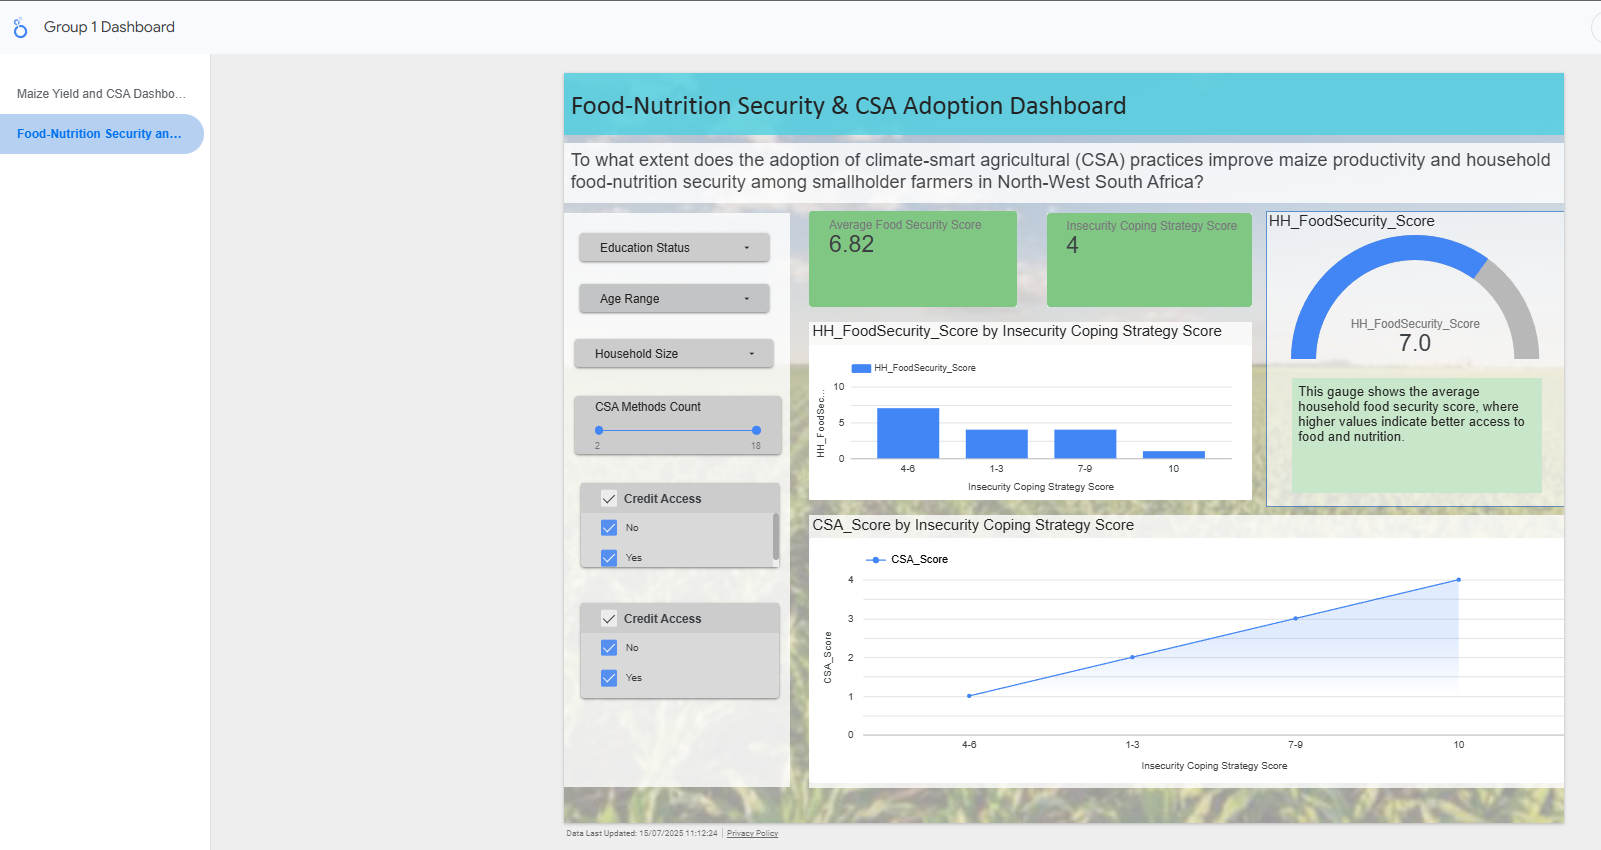 Group 1 Dashboard
Maize Yield and CSA Dashbo...
Food-Nutrition Security an...
Food-Nutrition Security & CSA Adoption Dashboard
To what extent does the adoption of climate-smart agricultural (CSA) practices improve maize productivity and household
food-nutrition security among smallholder farmers in North-West South Africa?
Education Status
Age Range
Household Size
CSA Methods Count
2 18
Credit Access
No
Yes
Credit Access
No
Yes
Average Food Security Score
6.82
Insecurity Coping Strategy Score
4
HH_FoodSecurity_Score
HH_FoodSecurity_Score
7.0
This gauge shows the average
household food security score, where
higher values indicate better access to
food and nutrition.
HH_FoodSecurity_Score by Insecurity Coping Strategy Score
HH_FoodSecurity_Score
HH_FoodSec...
10
5
0
4-6 1-3 7-9 10
Insecurity Coping Strategy Score
CSA_Score by Insecurity Coping Strategy Score
CSA_Score
CSA_Score
4
3
2
1
0
4-6 1-3 7-9 10
Insecurity Coping Strategy Score
Data Last Updated: 15/07/2025 11:12:24 Privacy Policy